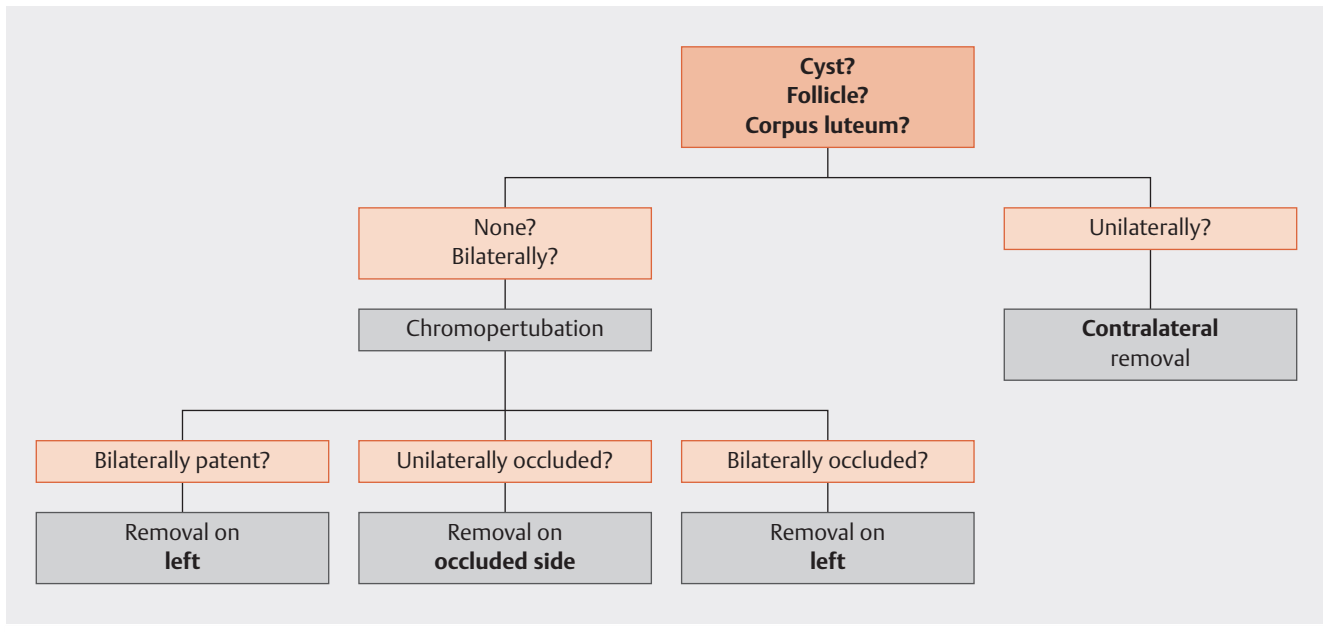 Cyst?
Follicle?
Corpus luteum?
None?
Bilaterally?
Unilaterally?
Chromopertubation
Contralateral
removal
Bilaterally patent?
Unilaterally occluded?
Bilaterally occluded?
Removal on
left
Removal on
occluded side
Removal on
left